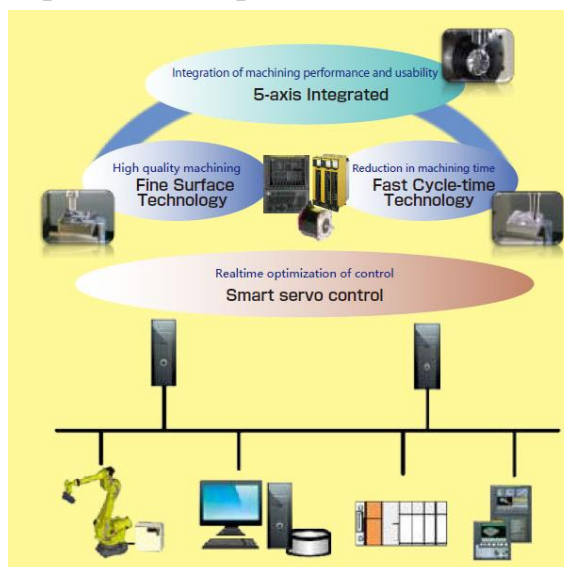 Integration of machining performance and usability
5-axis Integrated
High quality machining
Fine Surface
Technology
Reduction in machining time
Fast Cycle-time
Technology
Realtime optimization of control
Smart servo control